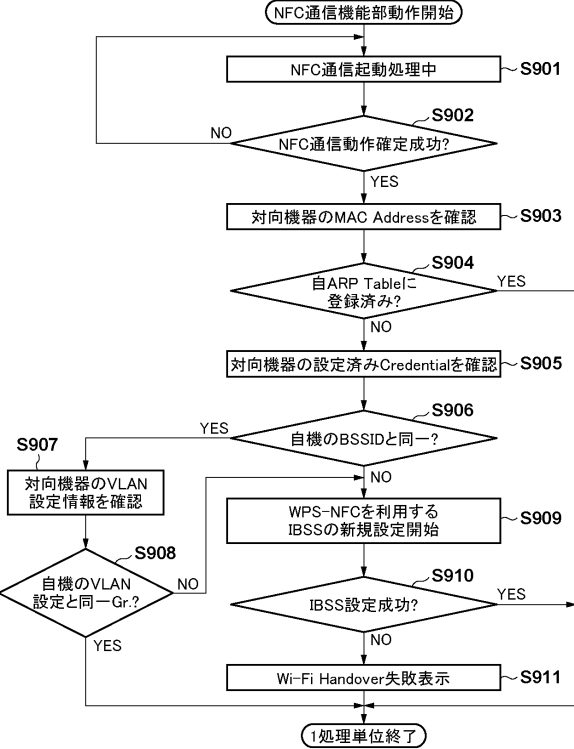 NFC通信機能部動作開始
NFC通信起動処理中
S901
S902
NFC通信動作確定成功?
NO
YES
対向機器のMAC Addressを確認
S903
S904
自ARP Tableに
登録済み?
YES
NO
対向機器の設定済みCredentialを確認
S905
S906
自機のBSSIDと同一?
YES
NO
S907
対向機器のVLAN
設定情報を確認
WPS-NFCを利用する
IBSSの新規設定開始
S909
S908
自機のVLAN
設定と同一Gr.?
NO
YES
S910
IBSS設定成功?
YES
NO
Wi-Fi Handover失敗表示
S911
1処理単位終了